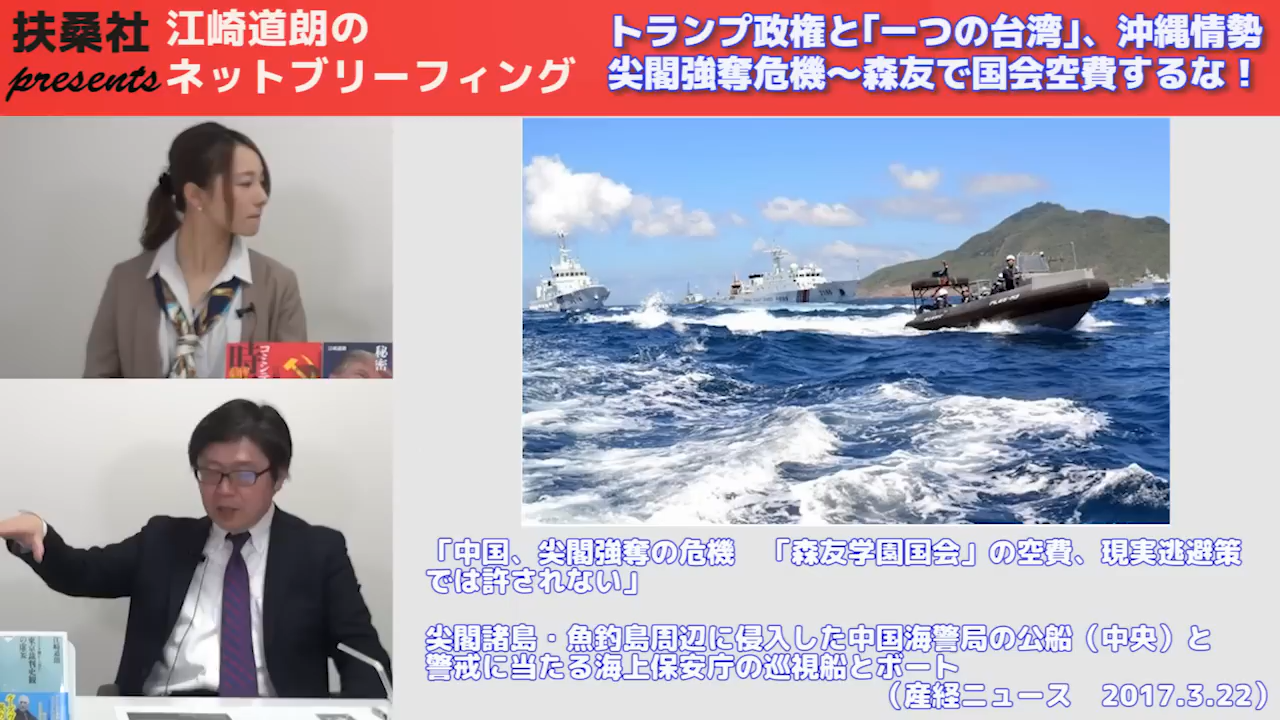 扶桑社
presents
江崎道朗の
ネットブリーフィング
トランプ政権と「一つの台湾」、沖縄情勢
尖閣強奪危機～森友で国会空費するな！
江崎道朗
秘密
「中国、尖閣強奪の危機　「森友学園国会」の空費、現実逃避策
では許されない」
尖閣諸島・魚釣島周辺に侵入した中国海警局の公船（中央）と
警戒に当たる海上保安庁の巡視船とボート
（産経ニュース　2017.3.22）